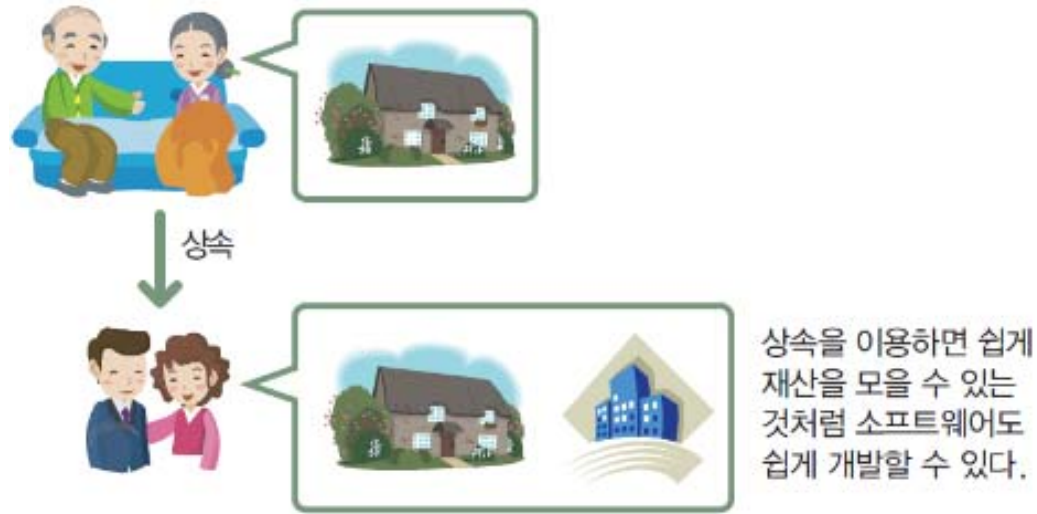 상속
상속을 이용하면 쉽게
재산을 모을 수 있는
것처럼 소프트웨어도
쉽게 개발할 수 있다.